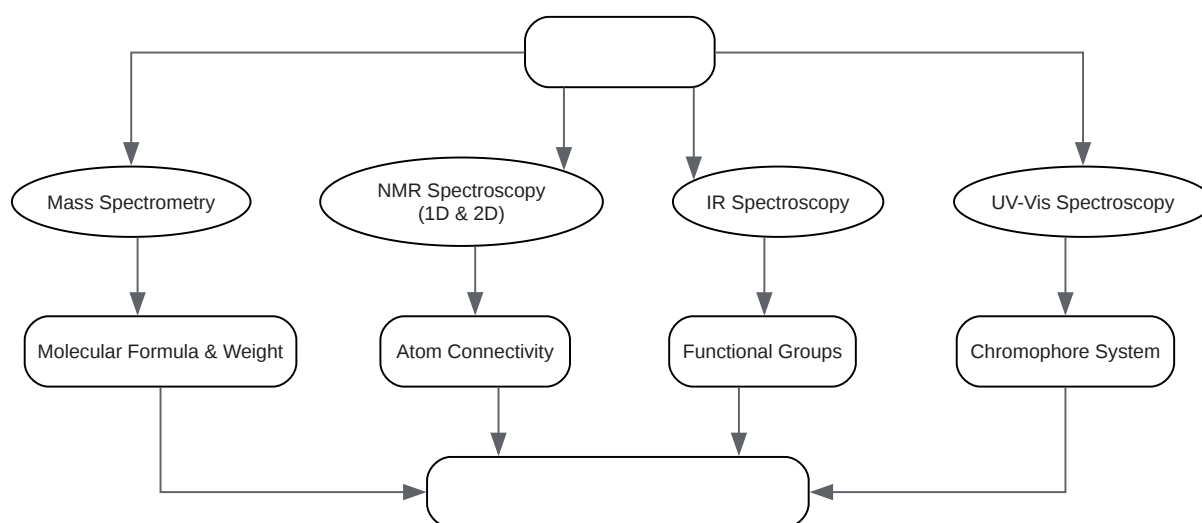 Mass Spectrometry
NMR Spectroscopy
(1D & 2D)
IR Spectroscopy
UV-Vis Spectroscopy
Molecular Formula & Weight
Atom Connectivity
Functional Groups
Chromophore System